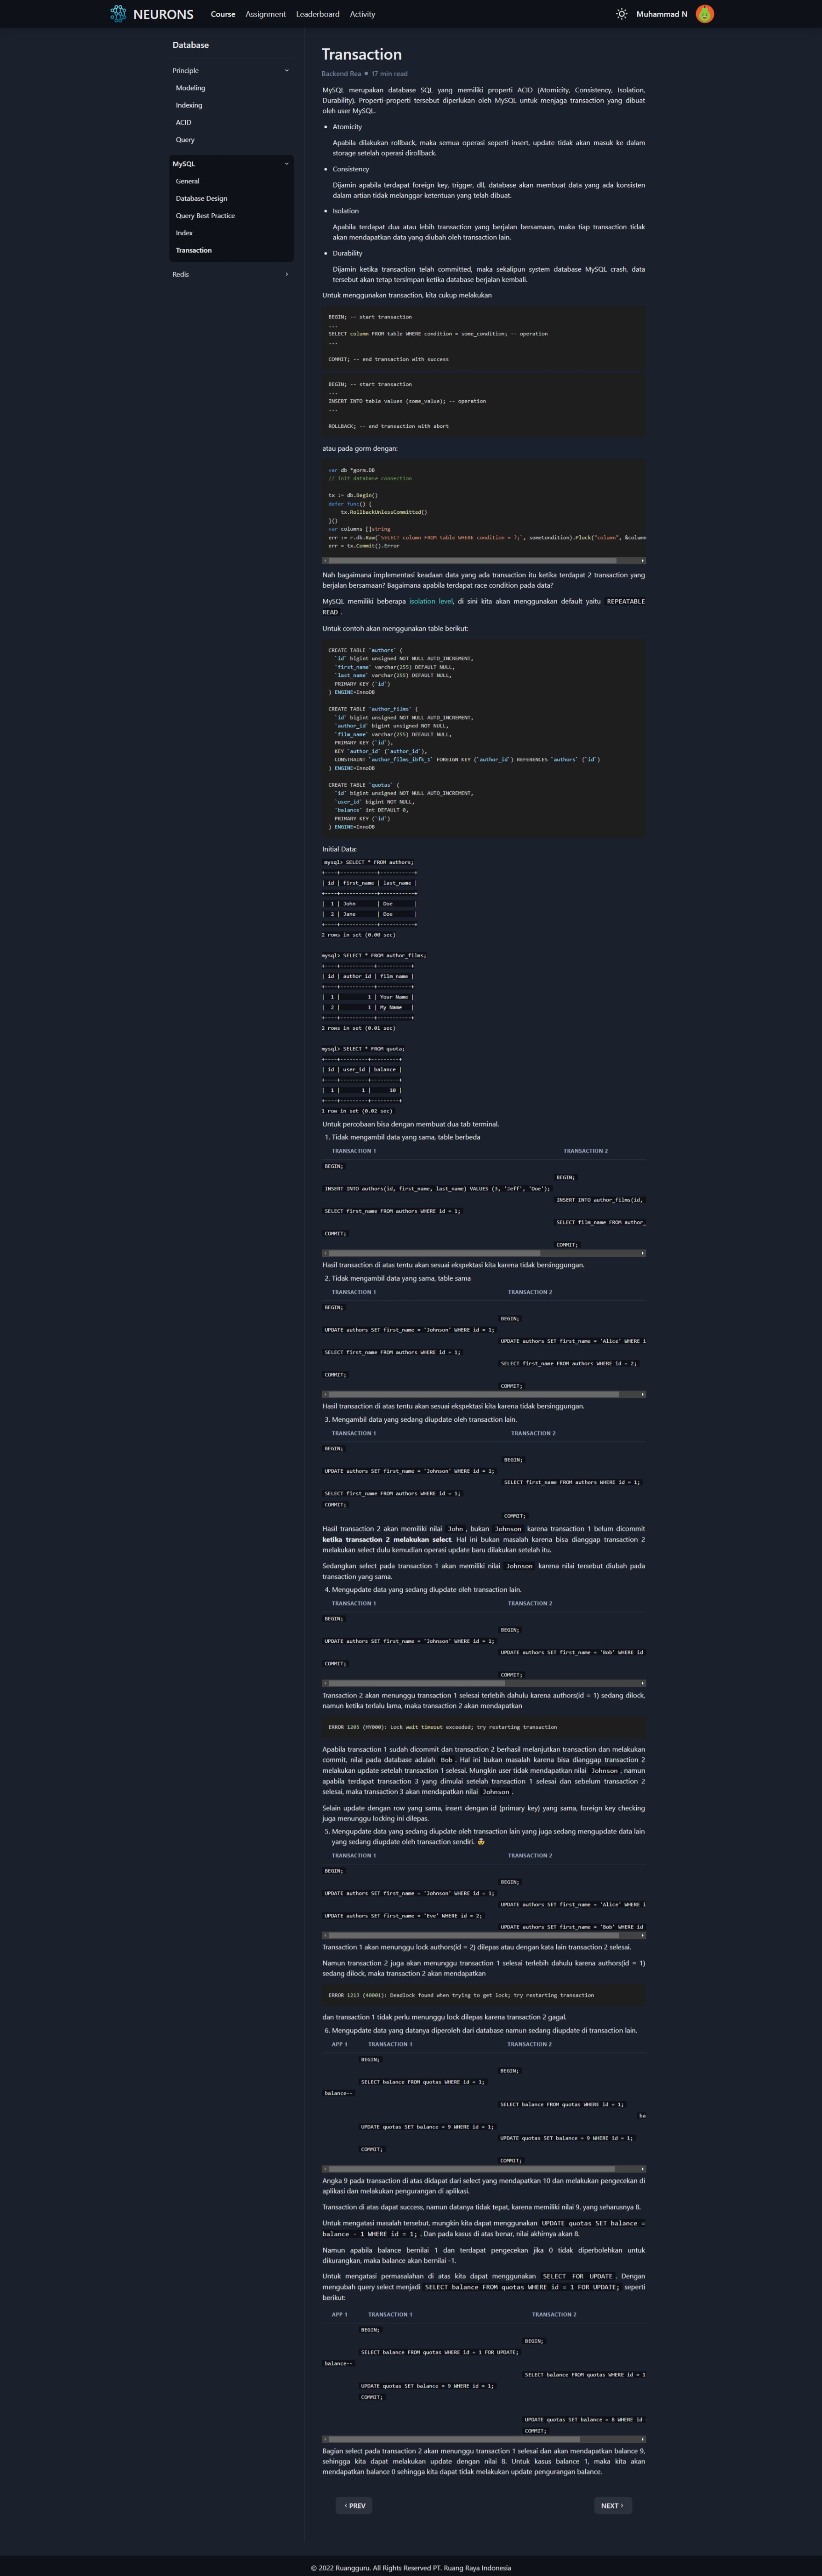 NEURONS
Course Assignment Leaderboard Activity
Muhammad N
Database
Principle
Modeling
Indexing
ACID
Query
MySQL
General
Database Design
Query Best Practice
Index
Transaction
Redis
Transaction
Backend Rea 17 min read
MySQL merupakan database SQL yang memiliki properti ACID (Atomicity, Consistency, Isolation,
Durability). Properti-properti tersebut diperlukan oleh MySQL untuk menjaga transaction yang dibuat
oleh user MySQL.
• Atomicity
Apabila dilakukan rollback, maka semua operasi seperti insert, update tidak akan masuk ke dalam
storage setelah operasi dirollback.
• Consistency
Dijamin apabila terdapat foreign key, trigger, dll, database akan membuat data yang ada konsisten
dalam artian tidak melanggar ketentuan yang telah dibuat.
• Isolation
Apabila terdapat dua atau lebih transaction yang berjalan bersamaan, maka tiap transaction tidak
akan mendapatkan data yang diubah oleh transaction lain.
• Durability
Dijamin ketika transaction telah committed, maka sekalipun system database MySQL crash, data
tersebut akan tetap tersimpan ketika database berjalan kembali.
Untuk menggunakan transaction, kita cukup melakukan
BEGIN; -- start transaction
...
SELECT column FROM table WHERE condition = some_condition; -- operation
...
COMMIT; -- end transaction with success
BEGIN; -- start transaction
...
INSERT INTO table values (some_value); -- operation
...
ROLLBACK; -- end transaction with abort
atau pada gorm dengan:
var db *gorm.DB
// init database connection
tx := db.Begin()
defer func() {
tx.RollbackUnlessCommitted()
}()
var columns []string
err := r.db.Raw(`SELECT column FROM table WHERE condition = ?;`, someCondition).Pluck("column", &column
err = tx.Commit().Error
Nah bagaimana implementasi keadaan data yang ada transaction itu ketika terdapat 2 transaction yang
berjalan bersamaan? Bagaimana apabila terdapat race condition pada data?
MySQL memiliki beberapa isolation level, di sini kita akan menggunakan default yaitu REPEATABLE
READ.
Untuk contoh akan menggunakan table berikut:
CREATE TABLE `authors` (
`id` bigint unsigned NOT NULL AUTO_INCREMENT,
`first_name` varchar(255) DEFAULT NULL,
`last_name` varchar(255) DEFAULT NULL,
PRIMARY KEY (`id`)
) ENGINE=InnoDB
CREATE TABLE `author_films` (
`id` bigint unsigned NOT NULL AUTO_INCREMENT,
`author_id` bigint unsigned NOT NULL,
`film_name` varchar(255) DEFAULT NULL,
PRIMARY KEY (`id`),
KEY `author_id` (`author_id`),
CONSTRAINT `author_films_ibfk_1` FOREIGN KEY (`author_id`) REFERENCES `authors` (`id`)
) ENGINE=InnoDB
CREATE TABLE `quotas` (
`id` bigint unsigned NOT NULL AUTO_INCREMENT,
`user_id` bigint NOT NULL,
`balance` int DEFAULT 0,
PRIMARY KEY (`id`)
) ENGINE=InnoDB
Initial Data:
mysql> SELECT * FROM authors;
+----+------------+-----------+
| id | first_name | last_name |
+----+------------+-----------+
| 1 | John | Doe |
| 2 | Jane | Doe |
+----+------------+-----------+
2 rows in set (0.00 sec)
mysql> SELECT * FROM author_films;
+----+-----------+-----------+
| id | author_id | film_name |
+----+-----------+-----------+
| 1 | 1 | Your Name |
| 2 | 1 | My Name |
+----+-----------+-----------+
2 rows in set (0.01 sec)
mysql> SELECT * FROM quota;
+----+---------+---------+
| id | user_id | balance |
+----+---------+---------+
| 1 | 1 | 10 |
+----+---------+---------+
1 row in set (0.02 sec)
Untuk percobaan bisa dengan membuat dua tab terminal.
1. Tidak mengambil data yang sama, table berbeda
TRANSACTION 1 TRANSACTION 2
BEGIN;
BEGIN;
INSERT INTO authors(id, first_name, last_name) VALUES (3, 'Jeff', 'Doe');
INSERT INTO author_films(id,
SELECT first_name FROM authors WHERE id = 1;
SELECT film_name FROM author_
COMMIT;
COMMIT;
Hasil transaction di atas tentu akan sesuai ekspektasi kita karena tidak bersinggungan.
2. Tidak mengambil data yang sama, table sama
TRANSACTION 1 TRANSACTION 2
BEGIN;
BEGIN;
UPDATE authors SET first_name = 'Johnson' WHERE id = 1;
UPDATE authors SET first_name = 'Alice' WHERE i
SELECT first_name FROM authors WHERE id = 1;
SELECT first_name FROM authors WHERE id = 2;
COMMIT;
COMMIT;
Hasil transaction di atas tentu akan sesuai ekspektasi kita karena tidak bersinggungan.
3. Mengambil data yang sedang diupdate oleh transaction lain.
TRANSACTION 1 TRANSACTION 2
BEGIN;
BEGIN;
UPDATE authors SET first_name = 'Johnson' WHERE id = 1;
SELECT first_name FROM authors WHERE id = 1;
SELECT first_name FROM authors WHERE id = 1;
COMMIT;
COMMIT;
Hasil transaction 2 akan memiliki nilai John, bukan Johnson karena transaction 1 belum dicommit
ketika transaction 2 melakukan select. Hal ini bukan masalah karena bisa dianggap transaction 2
melakukan select dulu kemudian operasi update baru dilakukan setelah itu.
Sedangkan select pada transaction 1 akan memiliki nilai Johnson karena nilai tersebut diubah pada
transaction yang sama.
4. Mengupdate data yang sedang diupdate oleh transaction lain.
TRANSACTION 1 TRANSACTION 2
BEGIN;
BEGIN;
UPDATE authors SET first_name = 'Johnson' WHERE id = 1;
UPDATE authors SET first_name = 'Bob' WHERE id
COMMIT;
COMMIT;
Transaction 2 akan menunggu transaction 1 selesai terlebih dahulu karena authors(id = 1) sedang dilock,
namun ketika terlalu lama, maka transaction 2 akan mendapatkan
ERROR 1205 (HY000): Lock wait timeout exceeded; try restarting transaction
Apabila transaction 1 sudah dicommit dan transaction 2 berhasil melanjutkan transaction dan melakukan
commit, nilai pada database adalah Bob. Hal ini bukan masalah karena bisa dianggap transaction 2
melakukan update setelah transaction 1 selesai. Mungkin user tidak mendapatkan nilai Johnson, namun
apabila terdapat transaction 3 yang dimulai setelah transaction 1 selesai dan sebelum transaction 2
selesai, maka transaction 3 akan mendapatkan nilai Johnson.
Selain update dengan row yang sama, insert dengan id (primary key) yang sama, foreign key checking
juga menunggu locking ini dilepas.
5. Mengupdate data yang sedang diupdate oleh transaction lain yang juga sedang mengupdate data lain
yang sedang diupdate oleh transaction sendiri.
TRANSACTION 1 TRANSACTION 2
BEGIN;
BEGIN;
UPDATE authors SET first_name = 'Johnson' WHERE id = 1;
UPDATE authors SET first_name = 'Alice' WHERE i
UPDATE authors SET first_name = 'Eve' WHERE id = 2;
UPDATE authors SET first_name = 'Bob' WHERE id
Transaction 1 akan menunggu lock authors(id = 2) dilepas atau dengan kata lain transaction 2 selesai.
Namun transaction 2 juga akan menunggu transaction 1 selesai terlebih dahulu karena authors(id = 1)
sedang dilock, maka transaction 2 akan mendapatkan
ERROR 1213 (40001): Deadlock found when trying to get lock; try restarting transaction
dan transaction 1 tidak perlu menunggu lock dilepas karena transaction 2 gagal.
6. Mengupdate data yang datanya diperoleh dari database namun sedang diupdate di transaction lain.
APP 1 TRANSACTION 1 TRANSACTION 2
BEGIN;
BEGIN;
SELECT balance FROM quotas WHERE id = 1;
balance--
SELECT balance FROM quotas WHERE id = 1;
ba
UPDATE quotas SET balance = 9 WHERE id = 1;
UPDATE quotas SET balance = 9 WHERE id = 1;
COMMIT;
COMMIT;
Angka 9 pada transaction di atas didapat dari select yang mendapatkan 10 dan melakukan pengecekan di
aplikasi dan melakukan pengurangan di aplikasi.
Transaction di atas dapat success, namun datanya tidak tepat, karena memiliki nilai 9, yang seharusnya 8.
Untuk mengatasi masalah tersebut, mungkin kita dapat menggunakan UPDATE quotas SET balance =
balance - 1 WHERE id = 1;. Dan pada kasus di atas benar, nilai akhirnya akan 8.
Namun apabila balance bernilai 1 dan terdapat pengecekan jika 0 tidak diperbolehkan untuk
dikurangkan, maka balance akan bernilai -1.
Untuk mengatasi permasalahan di atas kita dapat menggunakan SELECT FOR UPDATE. Dengan
mengubah query select menjadi SELECT balance FROM quotas WHERE id = 1 FOR UPDATE; seperti
berikut:
APP 1 TRANSACTION 1 TRANSACTION 2
BEGIN;
BEGIN;
SELECT balance FROM quotas WHERE id = 1 FOR UPDATE;
balance--
SELECT balance FROM quotas WHERE id = 1
UPDATE quotas SET balance = 9 WHERE id = 1;
COMMIT;
UPDATE quotas SET balance = 8 WHERE id
COMMIT;
Bagian select pada transaction 2 akan menunggu transaction 1 selesai dan akan mendapatkan balance 9,
sehingga kita dapat melakukan update dengan nilai 8. Untuk kasus balance 1, maka kita akan
mendapatkan balance 0 sehingga kita dapat tidak melakukan update pengurangan balance.
PREV
NEXT
© 2022 Ruangguru. All Rights Reserved PT. Ruang Raya Indonesia